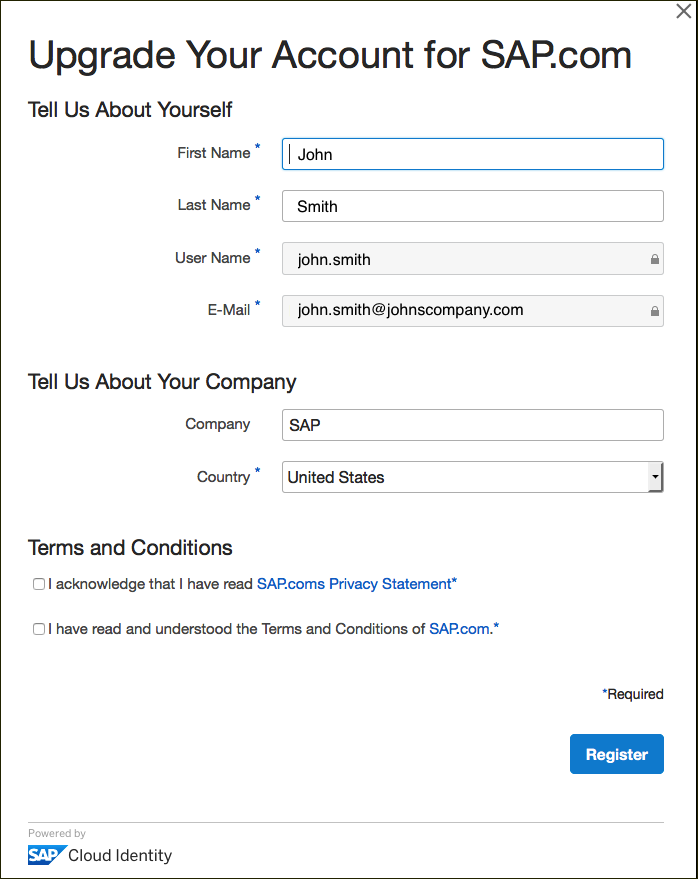 Upgrade Your Account for SAP.com
Tell Us About Yourself
First Name *
John
Last Name *
Smith
User Name *
john.smith
E-Mail *
john.smith@johnscompany.com
Tell Us About Your Company
Company
SAP
Country *
United States
Terms and Conditions
I acknowledge that I have read SAP.coms Privacy Statement*
I have read and understood the Terms and Conditions of SAP.com.*
*Required
Register
Powered by
SAP Cloud Identity